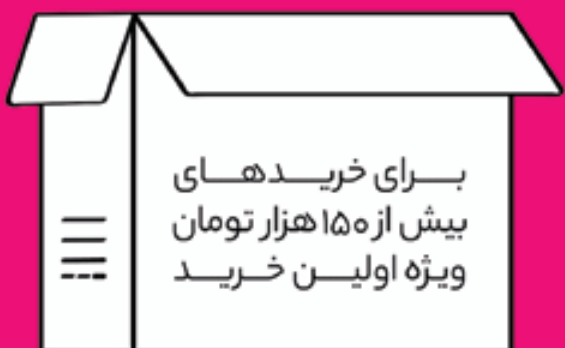 برای خریدهای
بیش از ۱۵۰ هزار تومان
ویژه اولین خرید